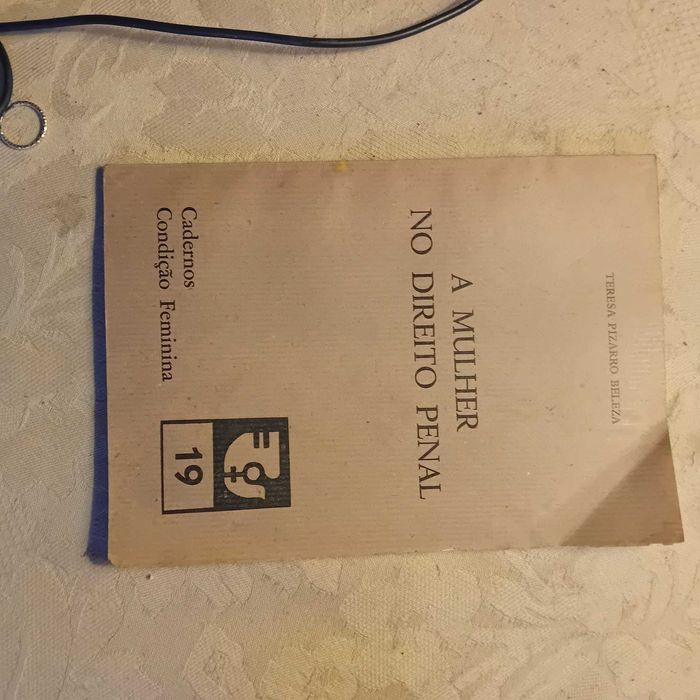 TERESA PIZARRO BELEZA
A MULHER
NO DIREITO PENAL
Cadernos
Condição Feminina
19